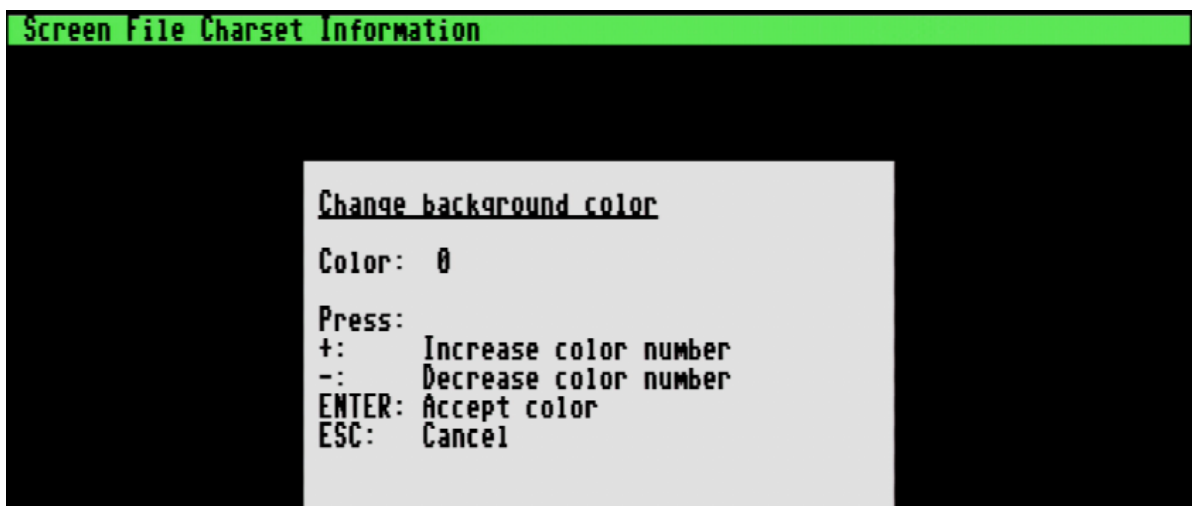 Screen File Charset Information
Change background color
Color: 0
Press:
+: Increase color number
-: Decrease color number
ENTER: Accept color
ESC: Cancel